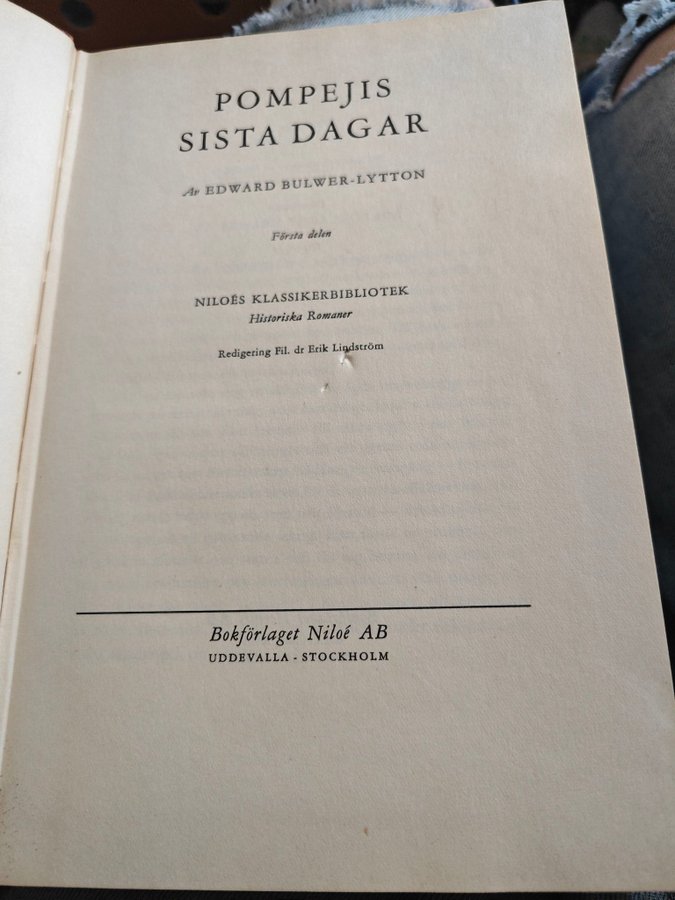 POMPEJIS
SISTA DAGAR
Av EDWARD BULWER-LYTTON
Första delen
NILOÉS KLASSIKERBIBLIOTEK
Historiska Romaner
Redigering Fil. dr Erik Lindström
Bokförlaget Niloé AB
UDDEVALLA - STOCKHOLM